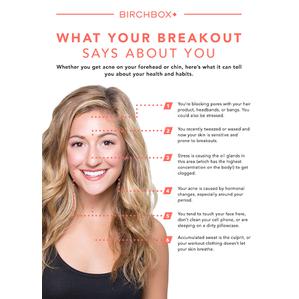 BIRCHBOX+
WHAT YOUR BREAKOUT
SAYS ABOUT YOU
Whether you get acne on your forehead or chin, here's what it can tell
you about your health and habits.
1
You're blocking pores with your hair
product, headbands, or bangs. You
could also be stressed.
2
You recently tweezed or waxed and
now your skin is sensitive and
prone to breakouts.
3
Stress is causing the oil glands in
this area (which has the highest
concentration on the body) to get
clogged.
4
Your acne is caused by hormonal
changes, especially around your
period.
5
You tend to touch your face here,
don't clean your cell phone, or are
sleeping on a dirty pillowcase.
6
Accumulated sweat is the culprit, or
your workout clothing doesn't let
your skin breathe.